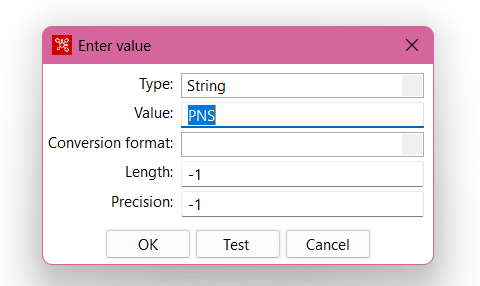 Enter value
Type: String
Value: PNS
Conversion format:
Length: -1
Precision: -1
OK Test Cancel